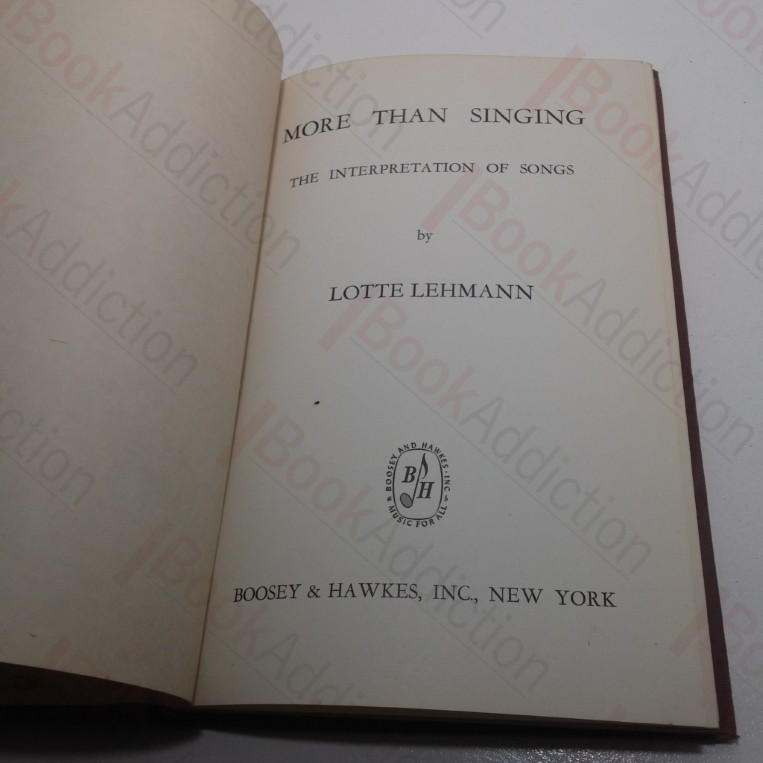 MORE THAN SINGING
THE INTERPRETATION OF SONGS
by
LOTTE LEHMANN
BOOSEY AND HAWKES · INC
B H
MUSIC FOR ALL
BOOSEY & HAWKES, INC., NEW YORK
BookAddiction